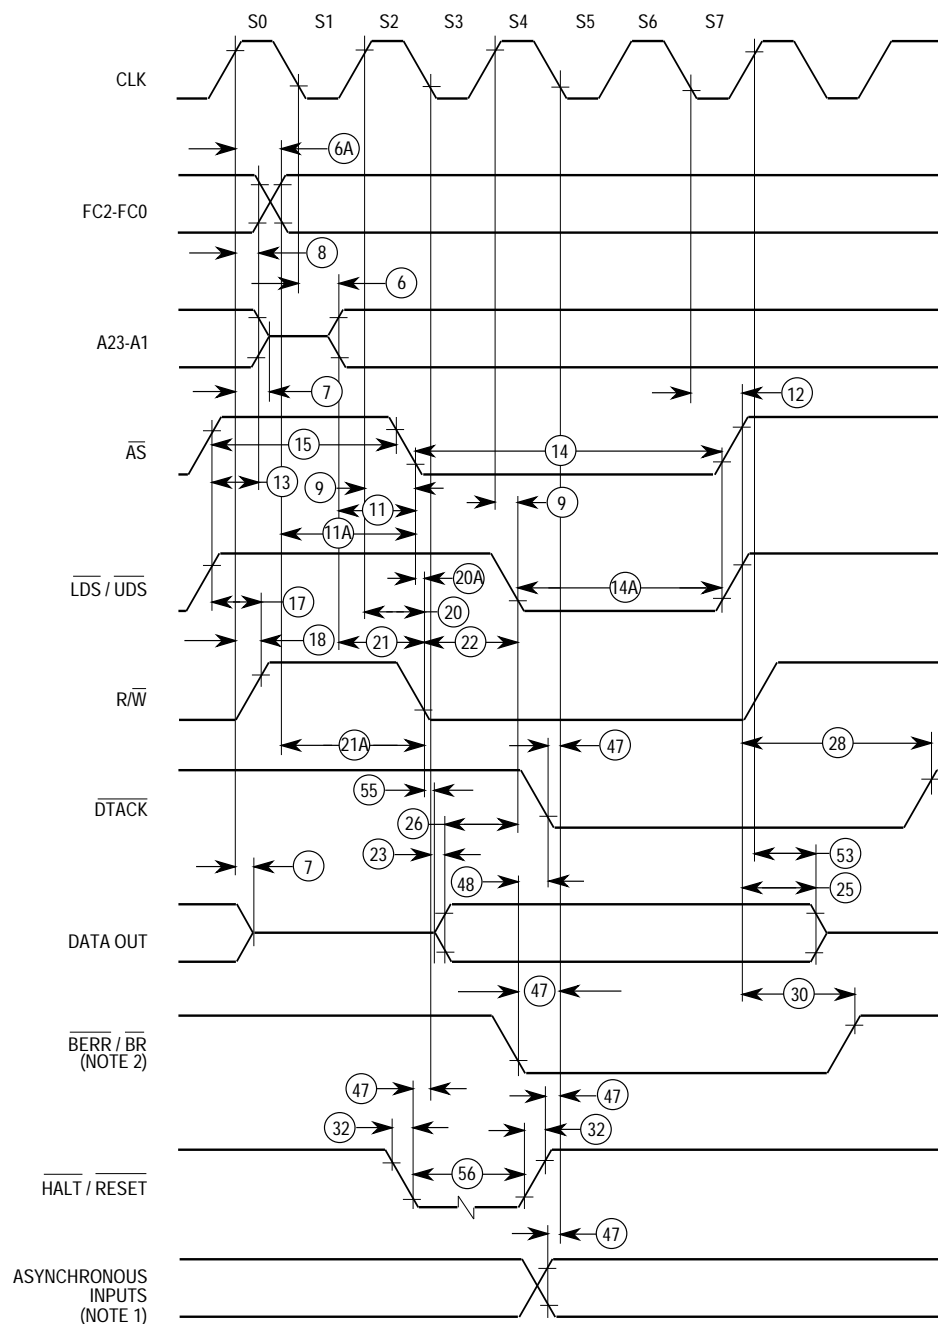 S0 S1 S2 S3 S4 S5 S6 S7
CLK
6A
FC2-FC0
8
6
A23-A1
7
12
AS
15
14
13
9
9
11
11A
LDS / UDS
20A
14A
17
20
18
21
22
R/W
21A
47
28
55
DTACK
26
23
53
7
48
25
DATA OUT
47
30
BERR / BR
(NOTE 2)
47
47
32
32
HALT / RESET
56
47
ASYNCHRONOUS
INPUTS
(NOTE 1)